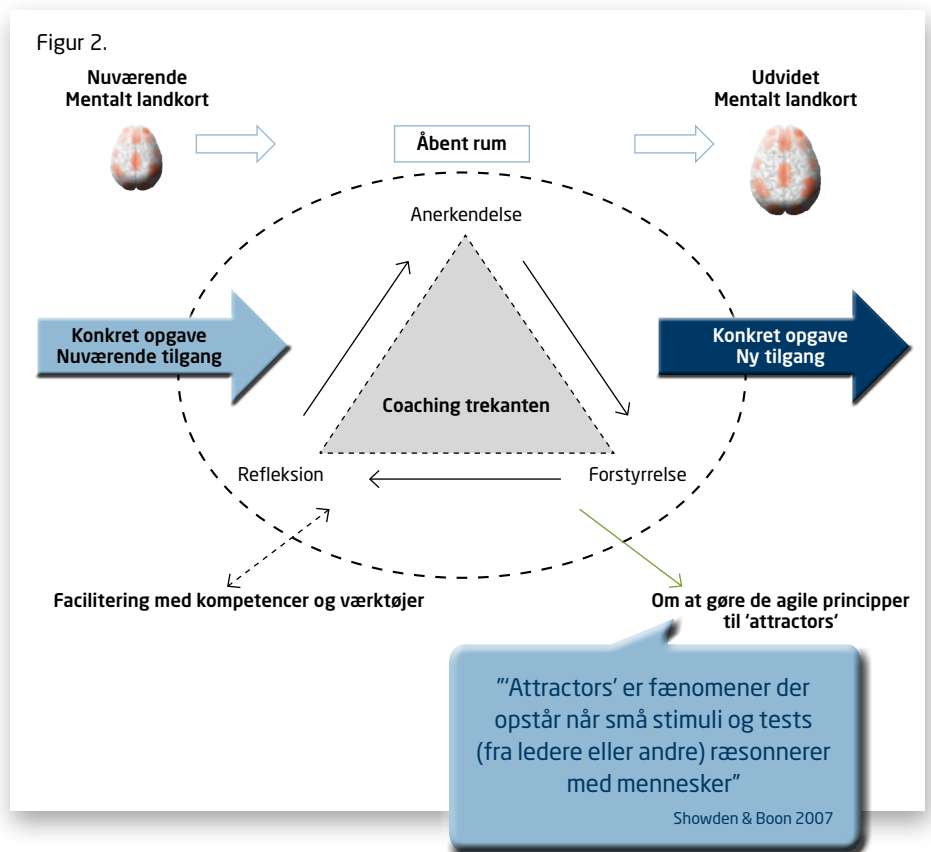 Figur 2.
Nuværende
Mentalt landkort
Udvidet
Mentalt landkort
Åbent rum
Anerkendelse
Konkret opgave
Nuværende tilgang
Konkret opgave
Ny tilgang
Coaching trekanten
Refleksion
Forstyrrelse
Facilitering med kompetencer og værktøjer
Om at gøre de agile principper
til ‘attractors‘
”‘Attractors’ er fænomener der
opstår når små stimuli og tests
(fra ledere eller andre) ræsonnerer
med mennesker”
Showden & Boon 2007